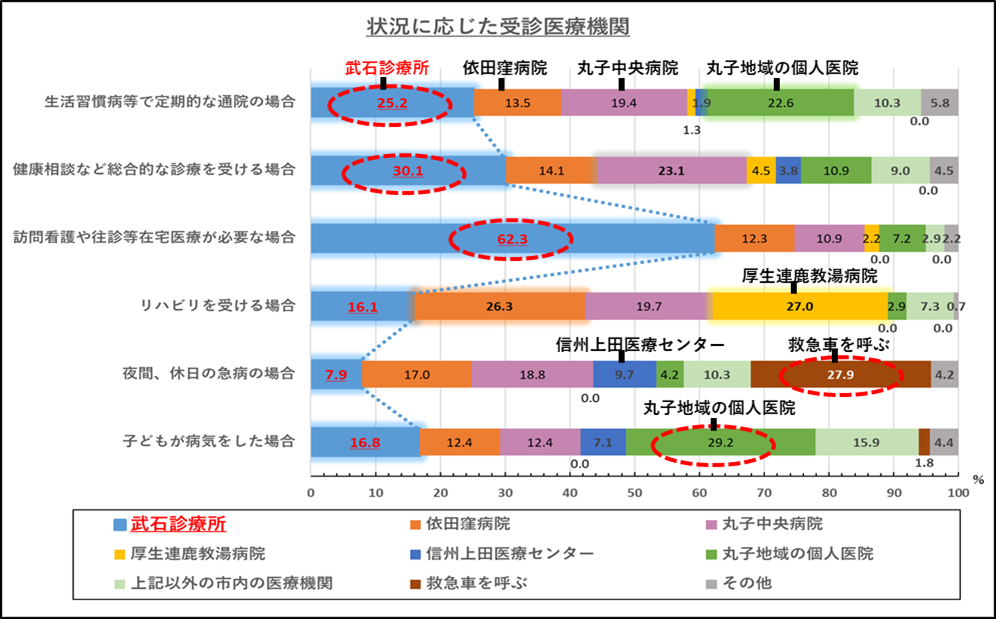 状況に応じた受診医療機関
武石診療所 依田窪病院 丸子中央病院 丸子地域の個人医院
生活習慣病等で定期的な通院の場合 25.2 13.5 19.4 1.9 22.6 10.3 5.8
1.3 0.0
健康相談など総合的な診療を受ける場合 30.1 14.1 23.1 4.5 3.8 10.9 9.0 4.5
0.0
訪問看護や往診等在宅医療が必要な場合 62.3 12.3 10.9 2.2 7.2 2.9 2.2
0.0 0.0
厚生連鹿教湯病院
リハビリを受ける場合 16.1 26.3 19.7 27.0 2.9 7.3 0.7
0.0 0.0
信州上田医療センター 救急車を呼ぶ
夜間、休日の急病の場合 7.9 17.0 18.8 9.7 4.2 10.3 27.9 4.2
0.0
丸子地域の個人医院
子どもが病気をした場合 16.8 12.4 12.4 7.1 29.2 15.9 4.4
0.0 1.8
0 10 20 30 40 50 60 70 80 90 100 %
武石診療所 依田窪病院 丸子中央病院
厚生連鹿教湯病院 信州上田医療センター 丸子地域の個人医院
上記以外の市内の医療機関 救急車を呼ぶ その他